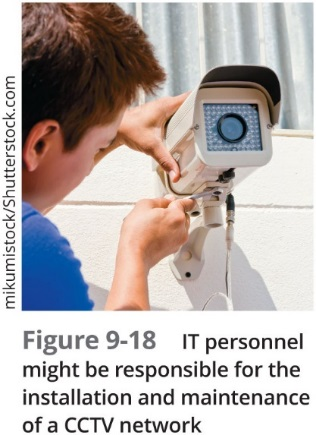 mikumistock/Shutterstock.com
Figure 9-18 IT personnel
might be responsible for the
installation and maintenance
of a CCTV network